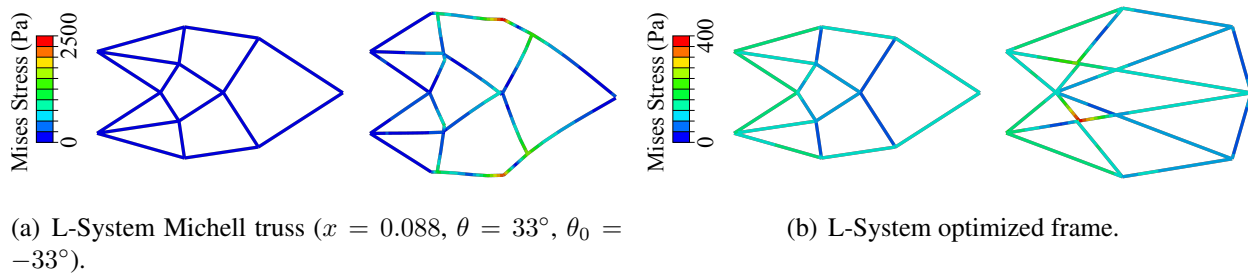 Mises Stress (Pa)
2500
0
Mises Stress (Pa)
400
0
(a) L-System Michell truss (x = 0.088, θ = 33°, θ₀ =
−33°).
(b) L-System optimized frame.